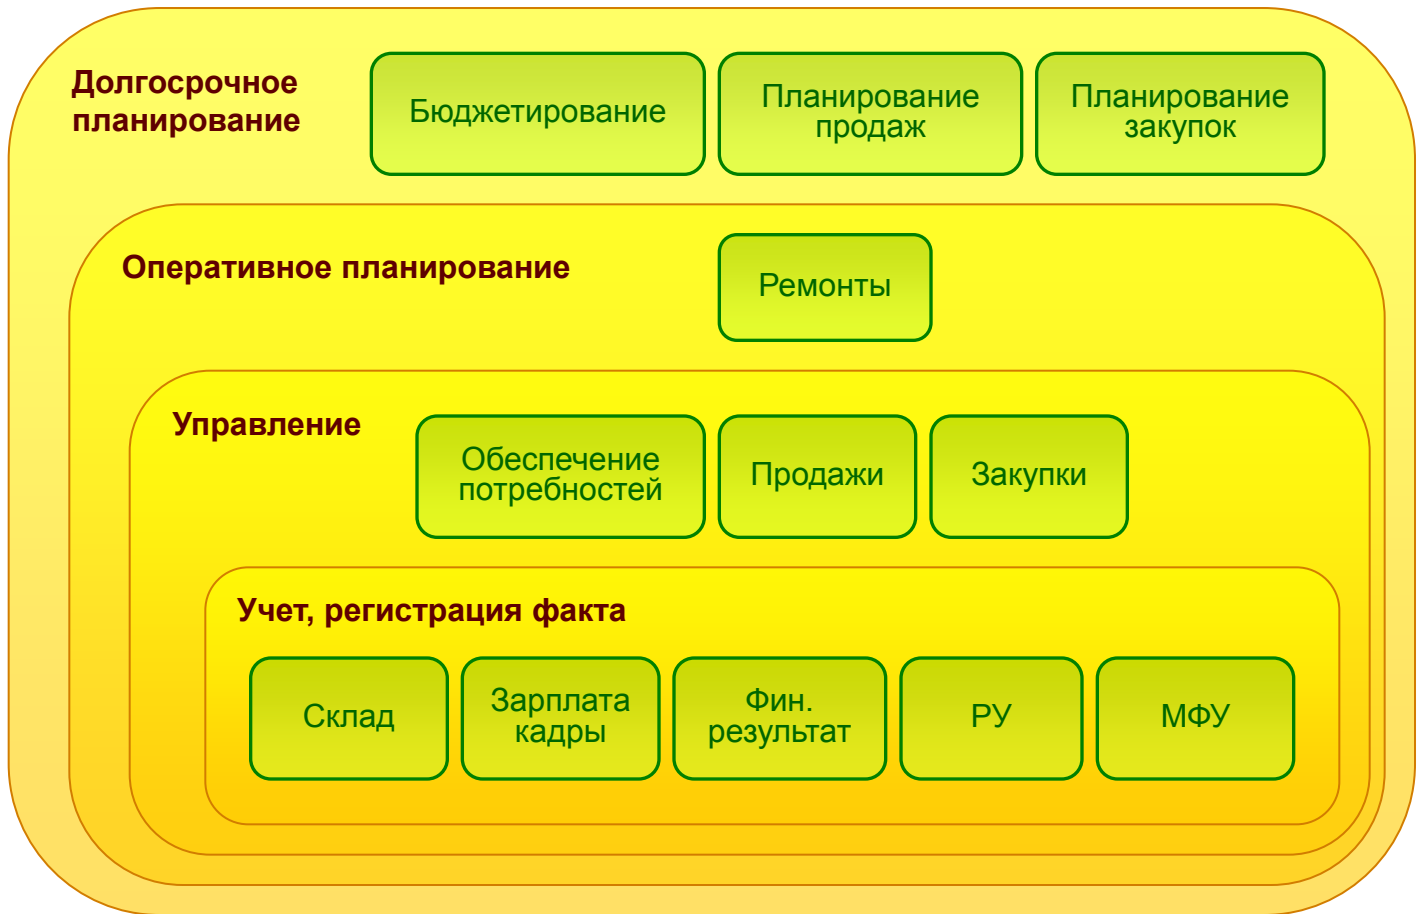 Долгосрочное
планирование
Бюджетирование
Планирование
продаж
Планирование
закупок
Оперативное планирование
Ремонты
Управление
Обеспечение
потребностей
Продажи
Закупки
Учет, регистрация факта
Склад
Зарплата
кадры
Фин.
результат
РУ
МФУ